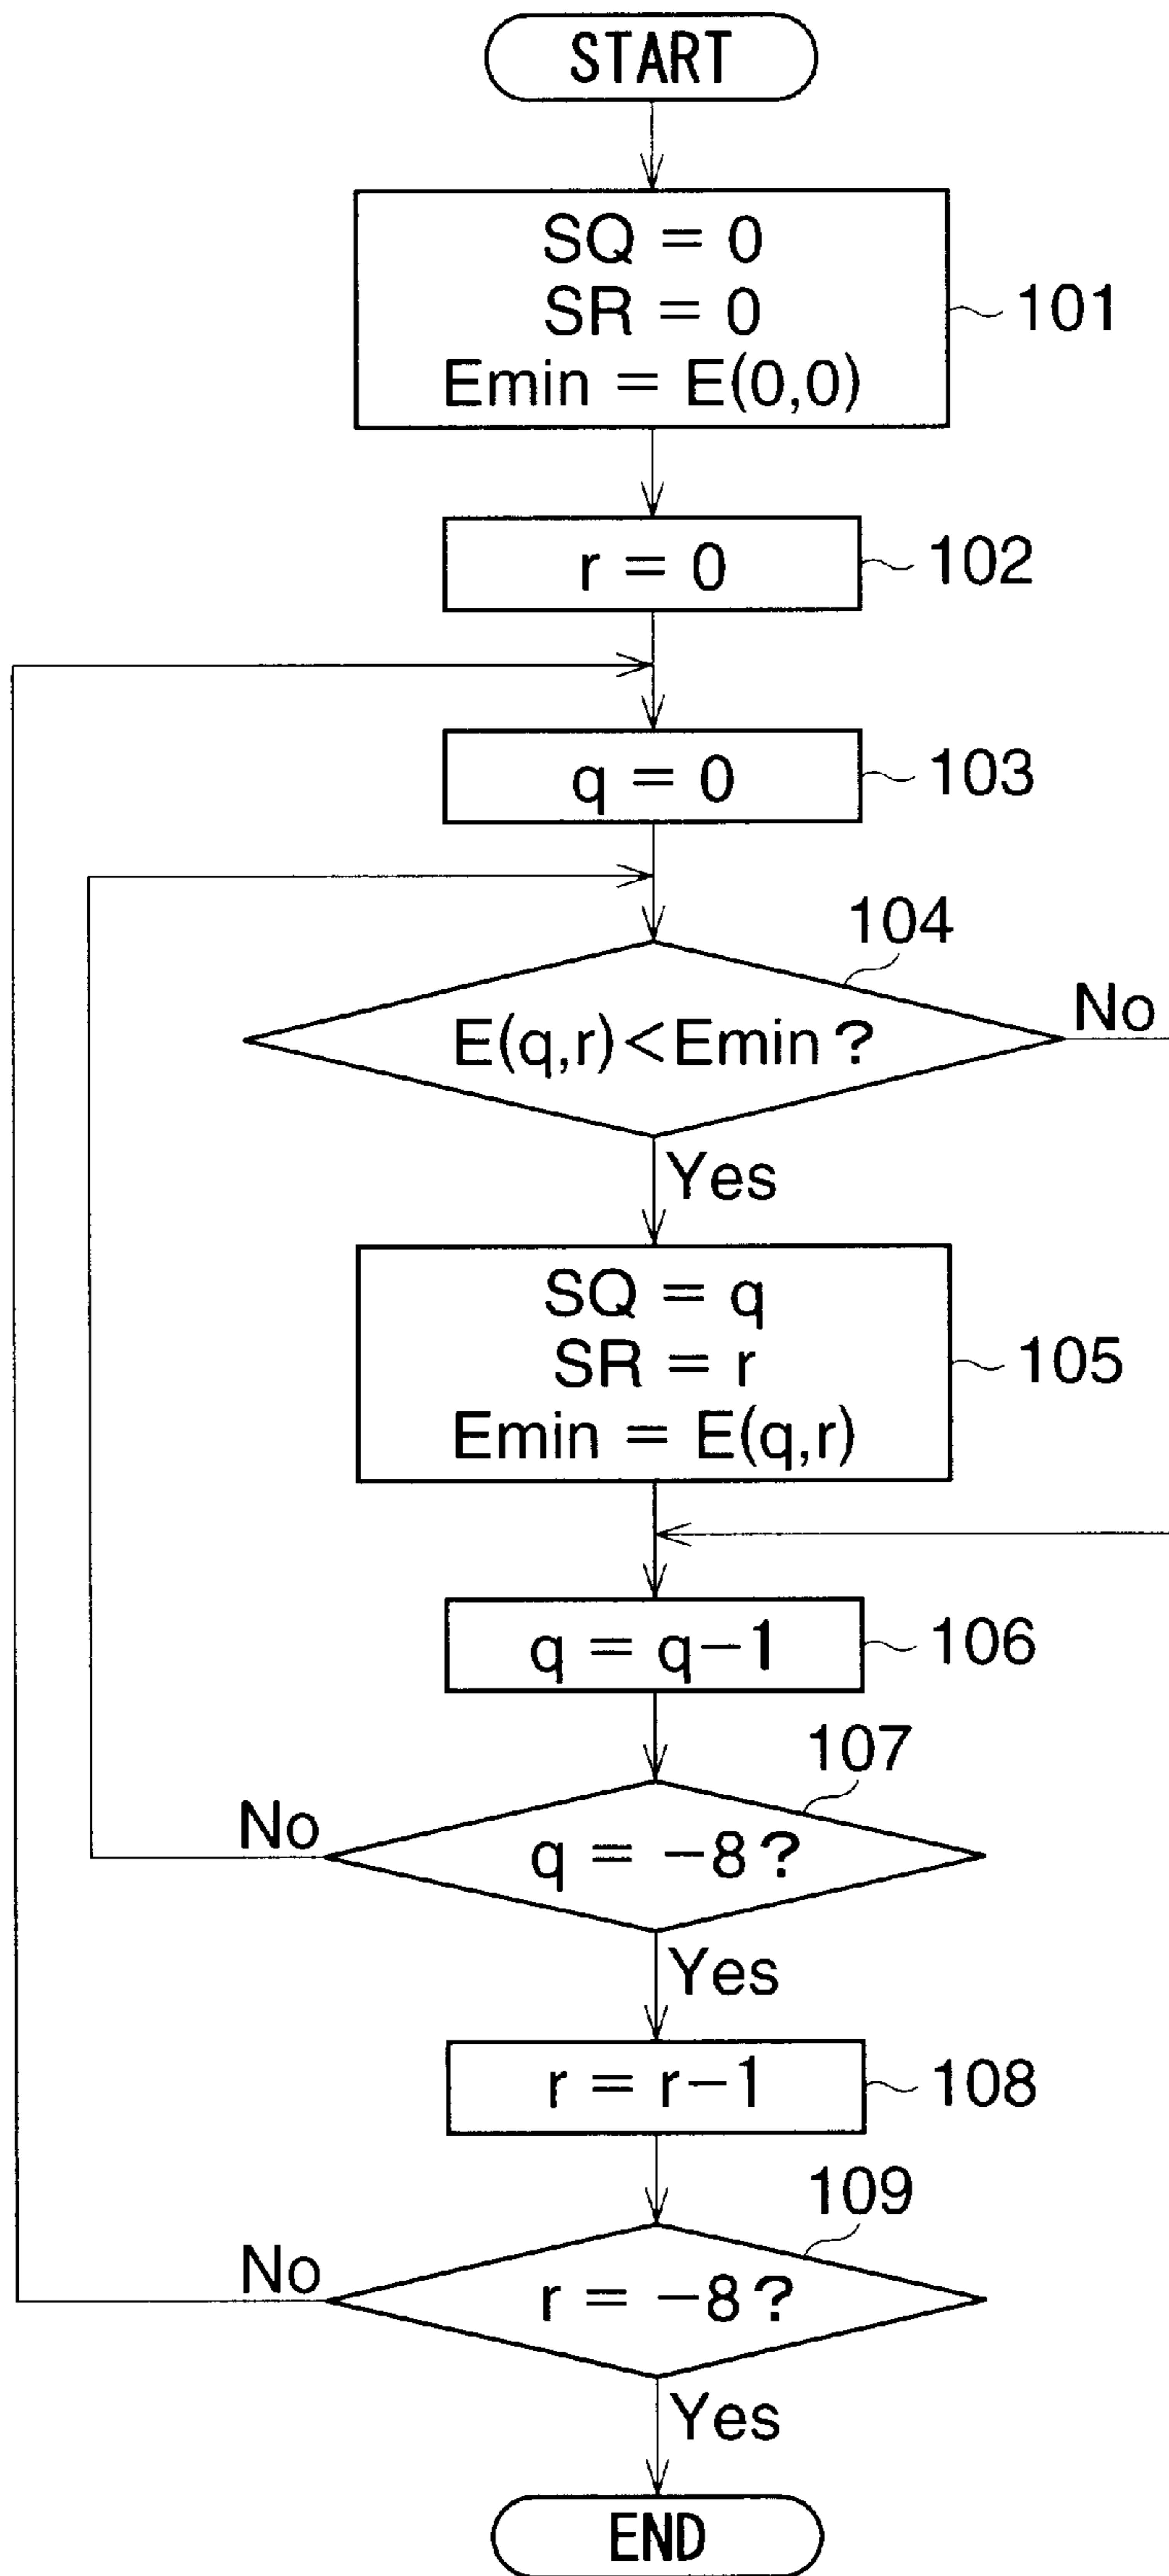 START
SQ = 0
SR = 0
Emin = E(0,0)
101
r = 0
102
q = 0
103
104
E(q,r)<Emin?
No
Yes
SQ = q
SR = r
Emin = E(q,r)
105
q = q-1
106
107
No
q = -8?
Yes
r = r-1
108
109
No
r = -8?
Yes
END